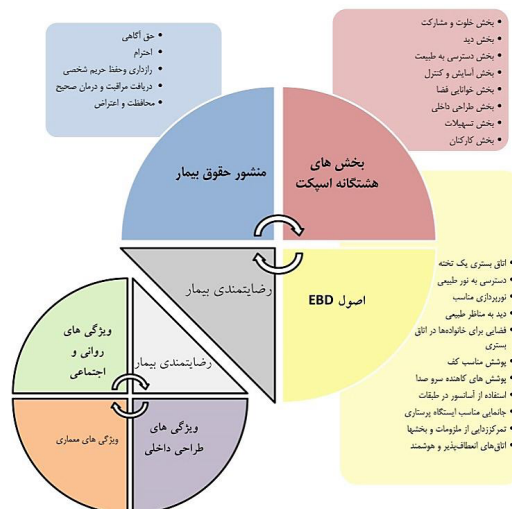 • حق آگاهی
• احترام
• رازداری وحفظ حریم شخصی
• دریافت مراقبت و درمان صحیح
• محافظت و اعتراض
• بخش خلوت و مشارکت
• بخش دید
• بخش دسترسی به طبیعت
• بخش آسایش و کنترل
• بخش خوانایی فضا
• بخش طراحی داخلی
• بخش تسهیلات
• بخش کارکنان
منشور حقوق بیمار
بخش های
هشتگانه اسپکت
رضایتمندی بیمار
اصول EBD
• اتاق بستری یک تخته
• دسترسی به نور طبیعی
• نورپردازی مناسب
• دید به مناظر طبیعی
• فضایی برای خانواده‌ها در اتاق
بستری
• پوشش مناسب کف
• پوشش های کاهنده سرو صدا
• استفاده از آسانسور در طبقات
• جانمایی مناسب ایستگاه پرستاری
• تمرکززدایی از ملزومات و بخشها
• اتاق‌های انعطاف‌پذیر و هوشمند
ویژگی های
روانی و
اجتماعی
رضایتمندی بیمار
ویژگی های معماری
ویژگی های
طراحی داخلی